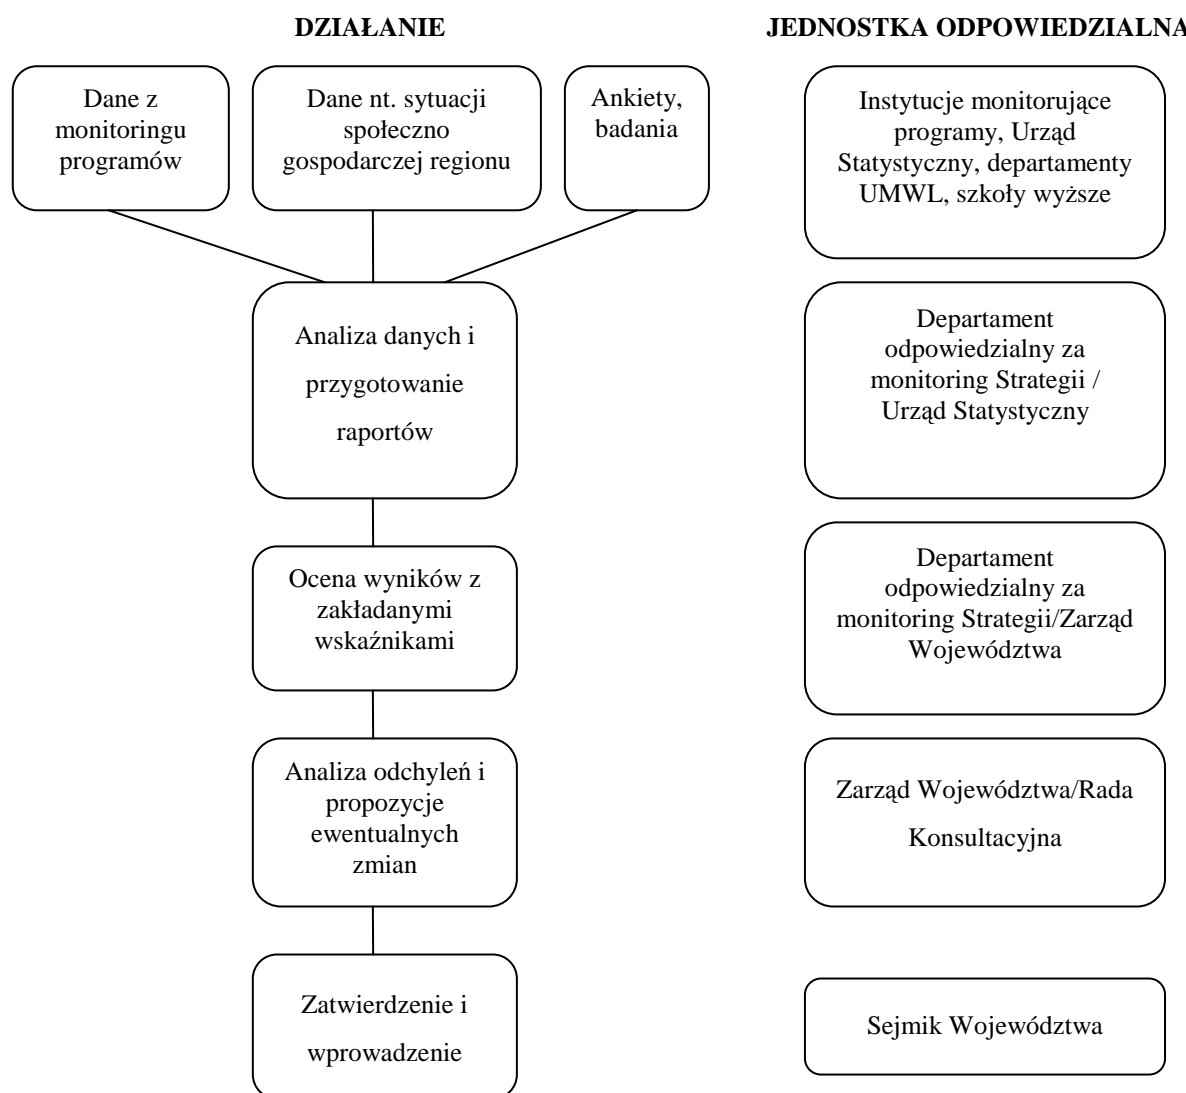 DZIAŁANIE
JEDNOSTKA ODPOWIEDZIALNA
Dane z
monitoringu
programów
Dane nt. sytuacji
społeczno
gospodarczej regionu
Ankiety,
badania
Instytucje monitorujące
programy, Urząd
Statystyczny, departamenty
UMWL, szkoły wyższe
Analiza danych i
przygotowanie
raportów
Departament
odpowiedzialny za
monitoring Strategii /
Urząd Statystyczny
Ocena wyników z
zakładanymi
wskaźnikami
Departament
odpowiedzialny za
monitoring Strategii/Zarząd
Województwa
Analiza odchyleń i
propozycje
ewentualnych
zmian
Zarząd Województwa/Rada
Konsultacyjna
Zatwierdzenie i
wprowadzenie
Sejmik Województwa